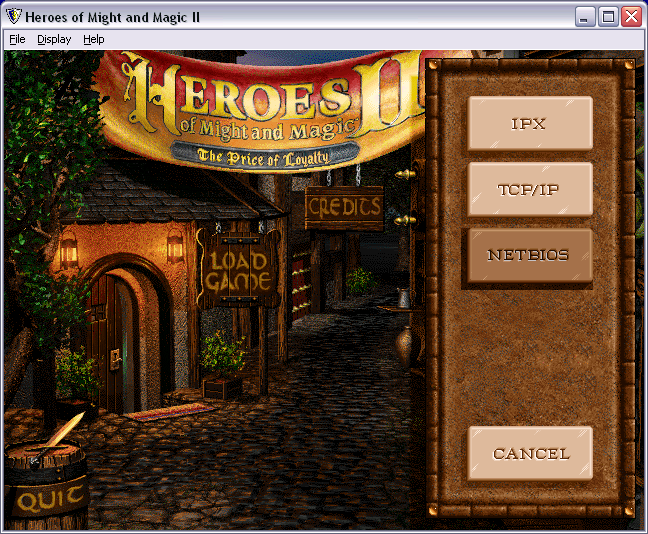 Heroes of Might and Magic II
File Display Help
HEROES II
of Might and Magic
The Price of Loyalty
CREDITS
LOAD
GAME
QUIT
IPX
TCP/IP
NETBIOS
CANCEL